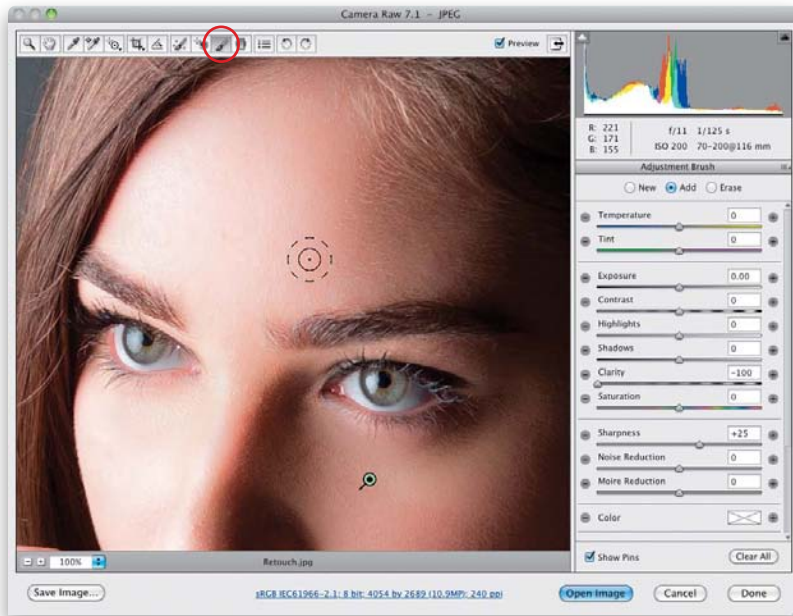 Camera Raw 7.1 – JPEG
Preview
R: 221
G: 171
B: 155
f/11 1/125 s
ISO 200 70-200@116 mm
Adjustment Brush
New Add Erase
Temperature 0
Tint 0
Exposure 0.00
Contrast 0
Highlights 0
Shadows 0
Clarity -100
Saturation 0
Sharpness +25
Noise Reduction 0
Moire Reduction 0
Color
100%
Retouch.jpg
Show Pins
Clear All
Save Image...
sRGB IEC61966-2.1; 8 bit; 4054 by 2689 (10.9MP); 240 ppi
Open Image
Cancel
Done